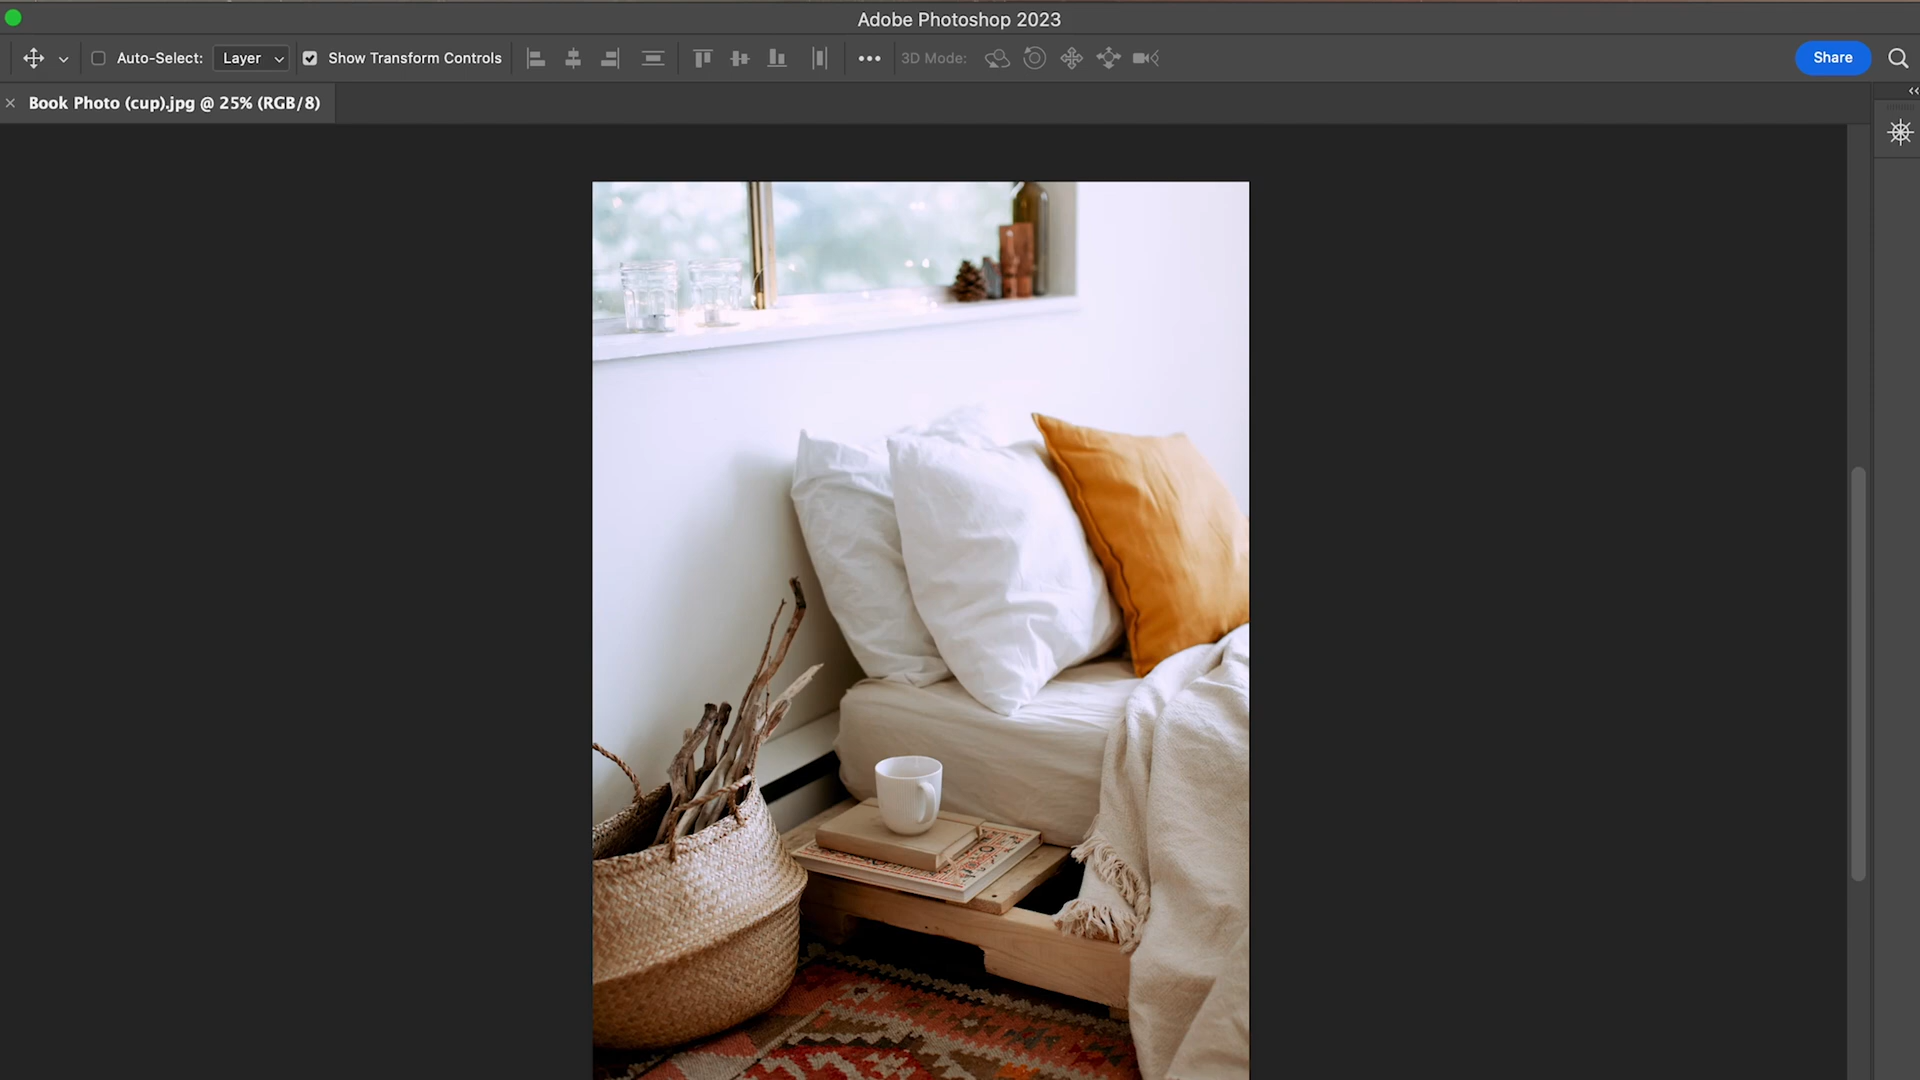 Adobe Photoshop 2023
Auto-Select: Layer Show Transform Controls 3D Mode: Share
Book Photo (cup).jpg @ 25% (RGB/8)